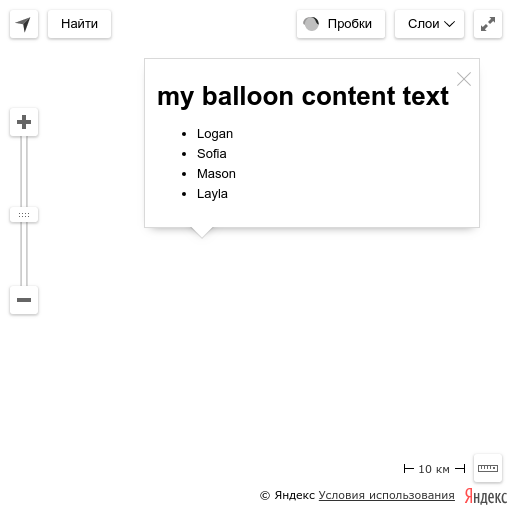 Найти
Пробки
Слои
my balloon content text
Logan
Sofia
Mason
Layla
10 км
© Яндекс Условия использования
Яндекс